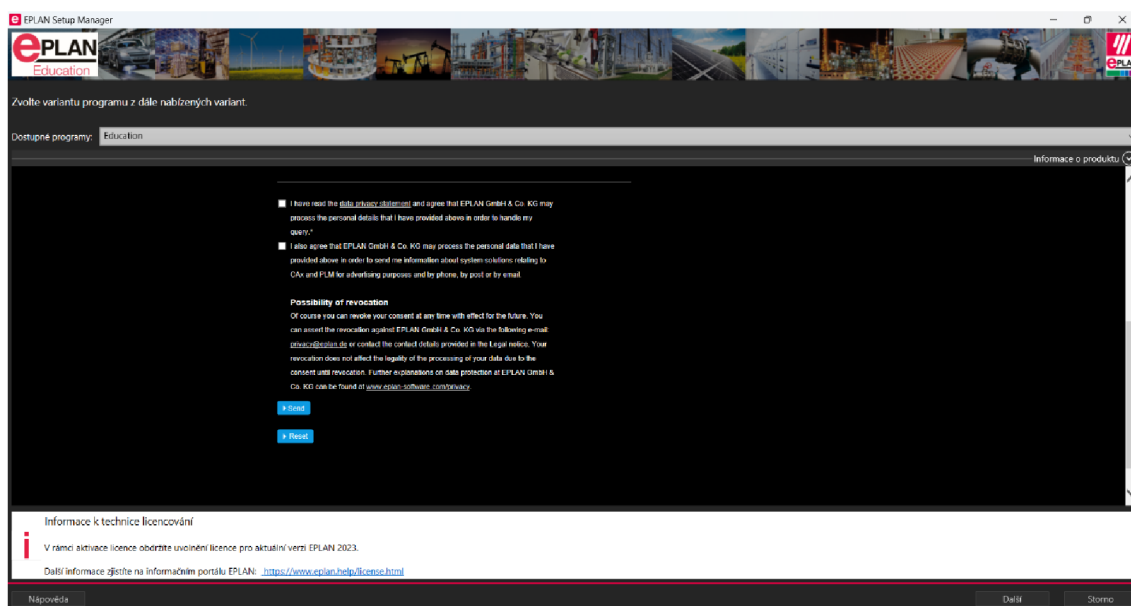 EPLAN Setup Manager
ePLAN
Education
EPLA
Zvolte variantu programu z dále nabízených variant.
Dostupné programy: Education
Informace o produktu
I have read the data privacy statement and agree that EPLAN GmbH & Co. KG may
process the personal details that I have provided above in order to handle my
query.*
I also agree that EPLAN GmbH & Co. KG may process the personal data that I have
provided above in order to send me information about system solutions relating to
CAx and PLM for advertising purposes and by phone, by post or by email.
Possibility of revocation
Of course you can revoke your consent at any time with effect for the future. You
can assert the revocation against EPLAN GmbH & Co. KG via the following e-mail:
privacy@eplan.de or contact the contact details provided in the Legal notice. Your
revocation does not affect the legality of the processing of your data due to the
consent until revocation. Further explanations on data protection at EPLAN GmbH &
Co. KG can be found at www.eplan-software.com/privacy.
Send
Reset
Informace k technice licencování
V rámci aktivace licence obdržíte uvolnění licence pro aktuální verzi EPLAN 2023.
Další informace zjistíte na informačním portálu EPLAN: https://www.eplan.help/license.html
Nápověda
Další
Storno